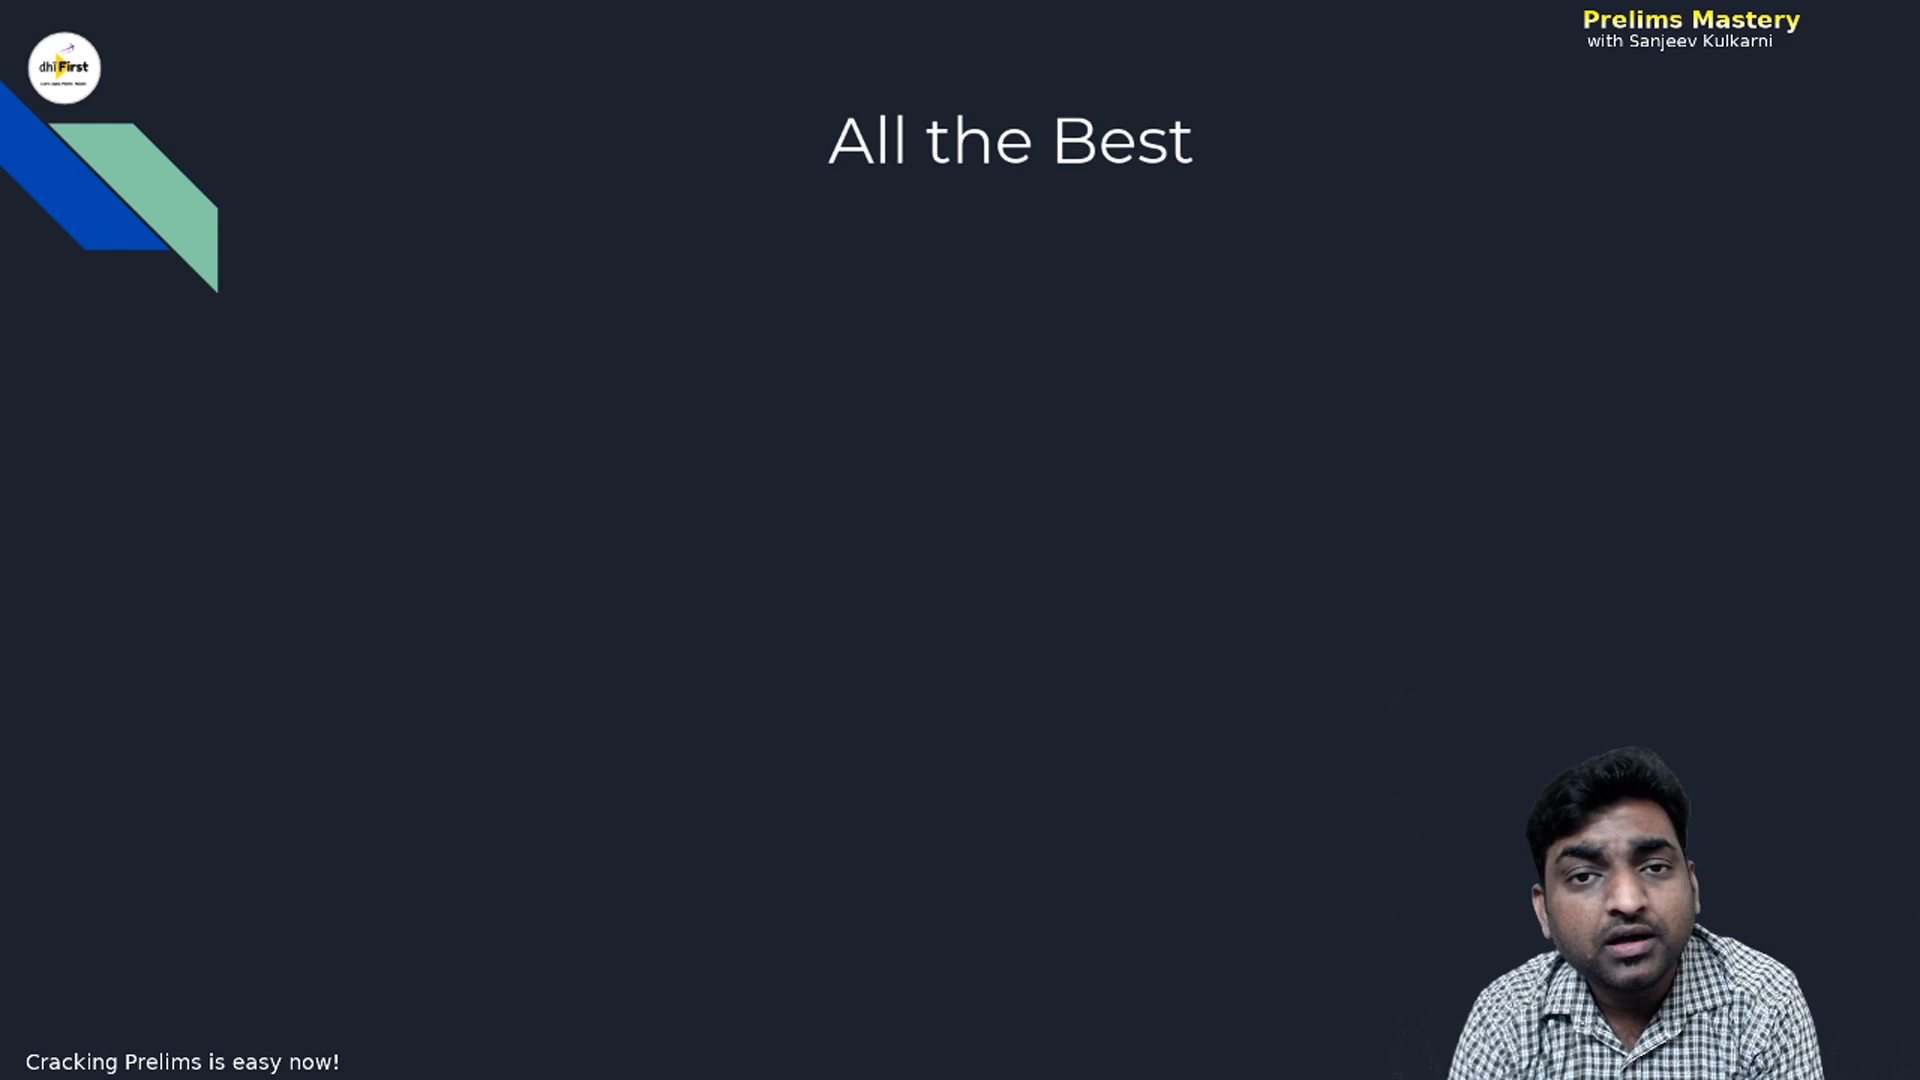 Prelims Mastery
with Sanjeev Kulkarni
dhiFirst
All the Best
Cracking Prelims is easy now!